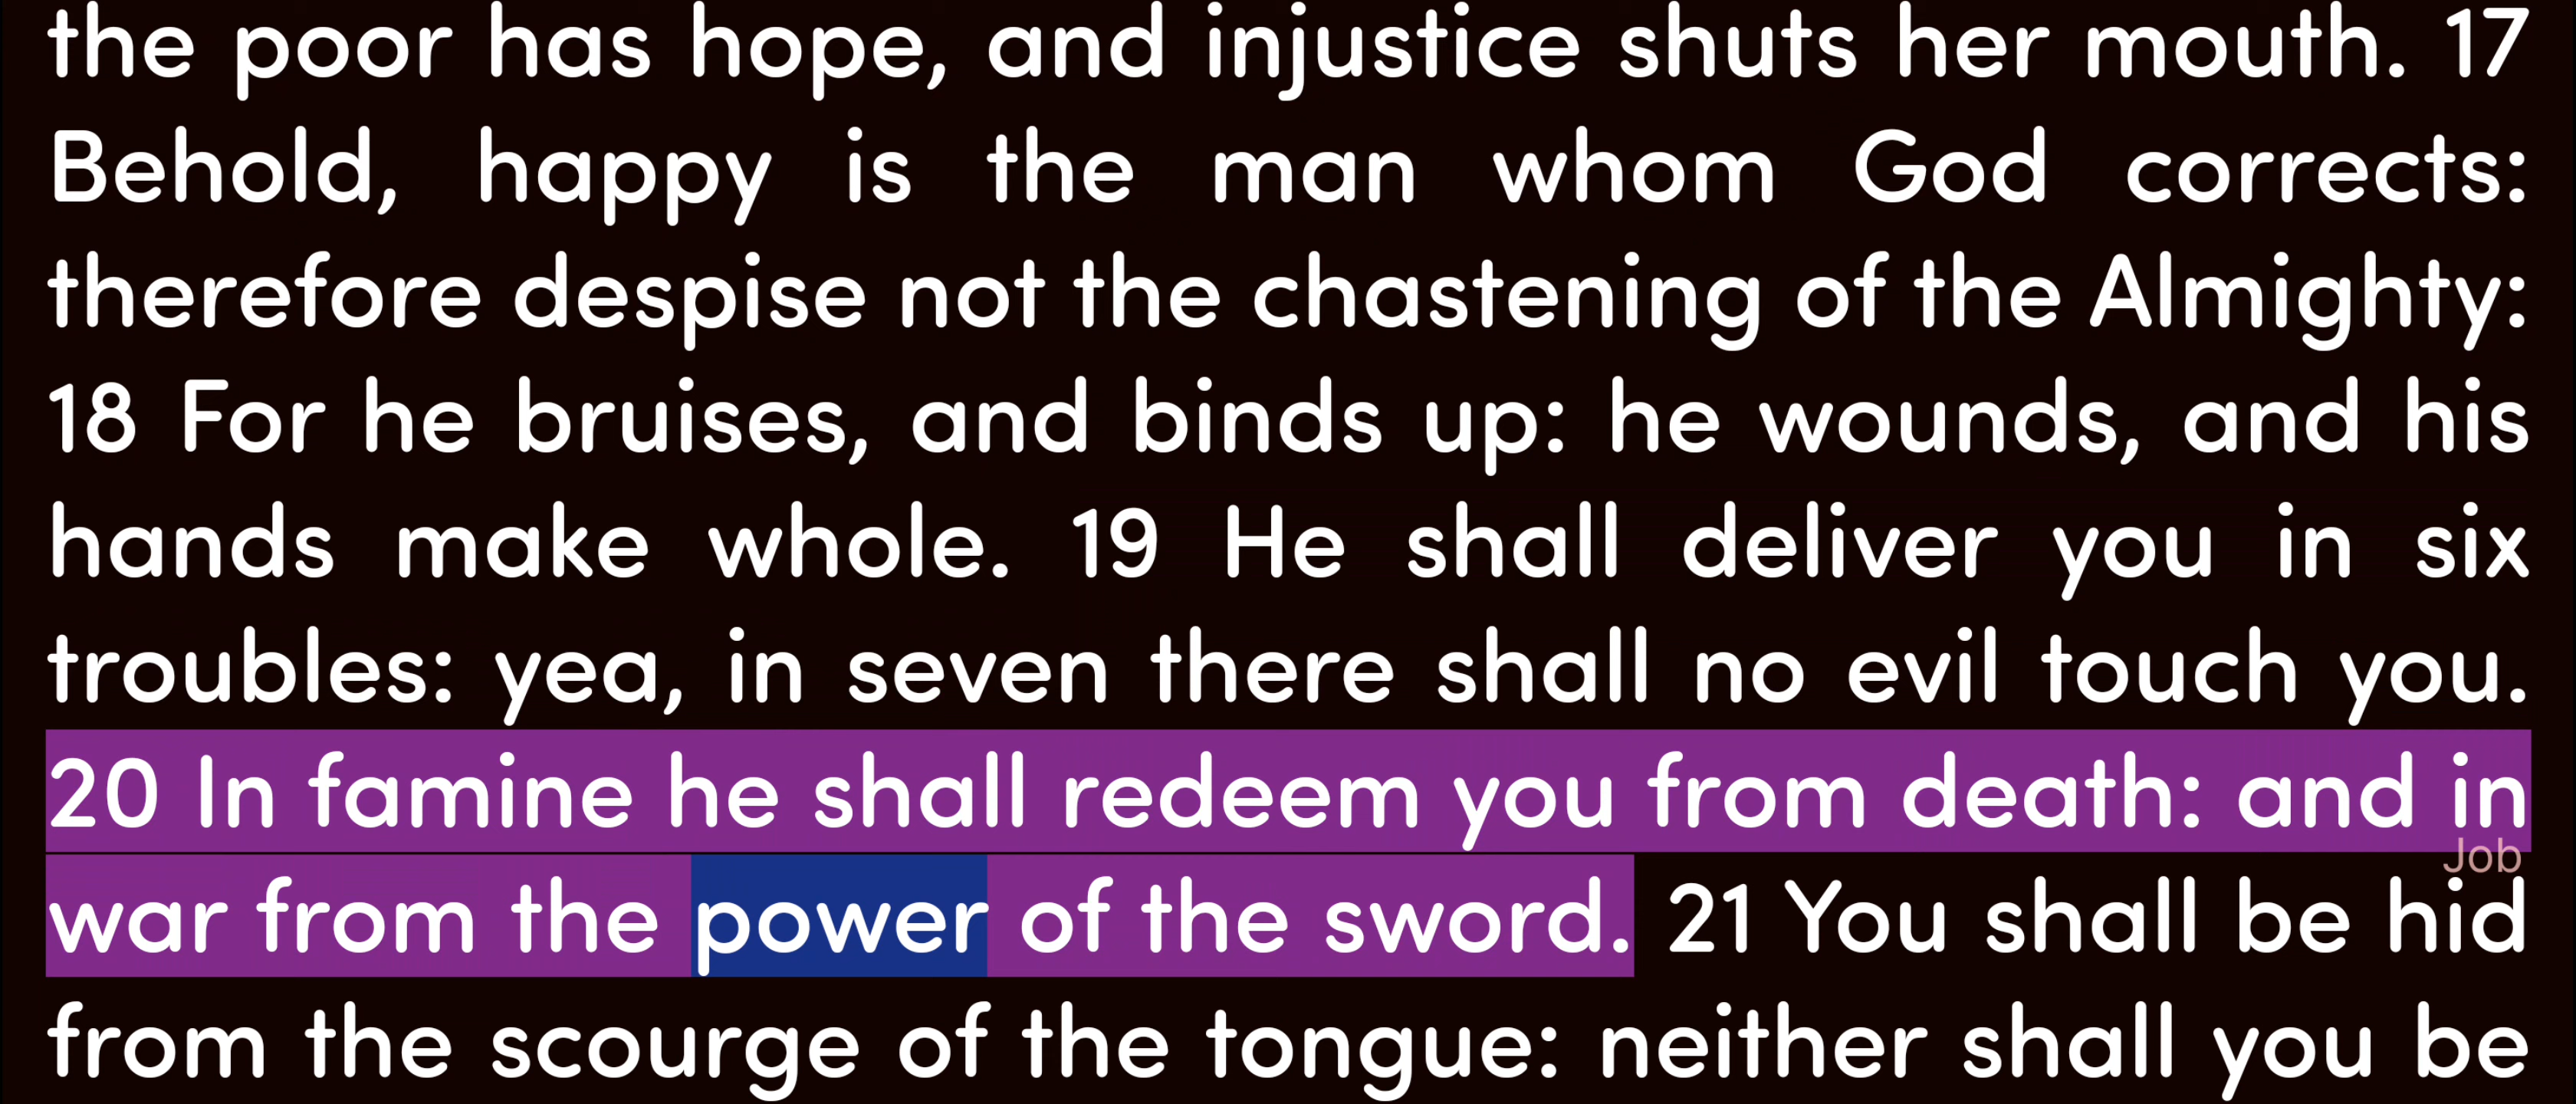 the poor has hope, and injustice shuts her mouth. 17
Behold, happy is the man whom God corrects:
therefore despise not the chastening of the Almighty:
18 For he bruises, and binds up: he wounds, and his
hands make whole. 19 He shall deliver you in six
troubles: yea, in seven there shall no evil touch you.
20 In famine he shall redeem you from death: and in
Job
war from the power of the sword. 21 You shall be hid
from the scourge of the tongue: neither shall you be